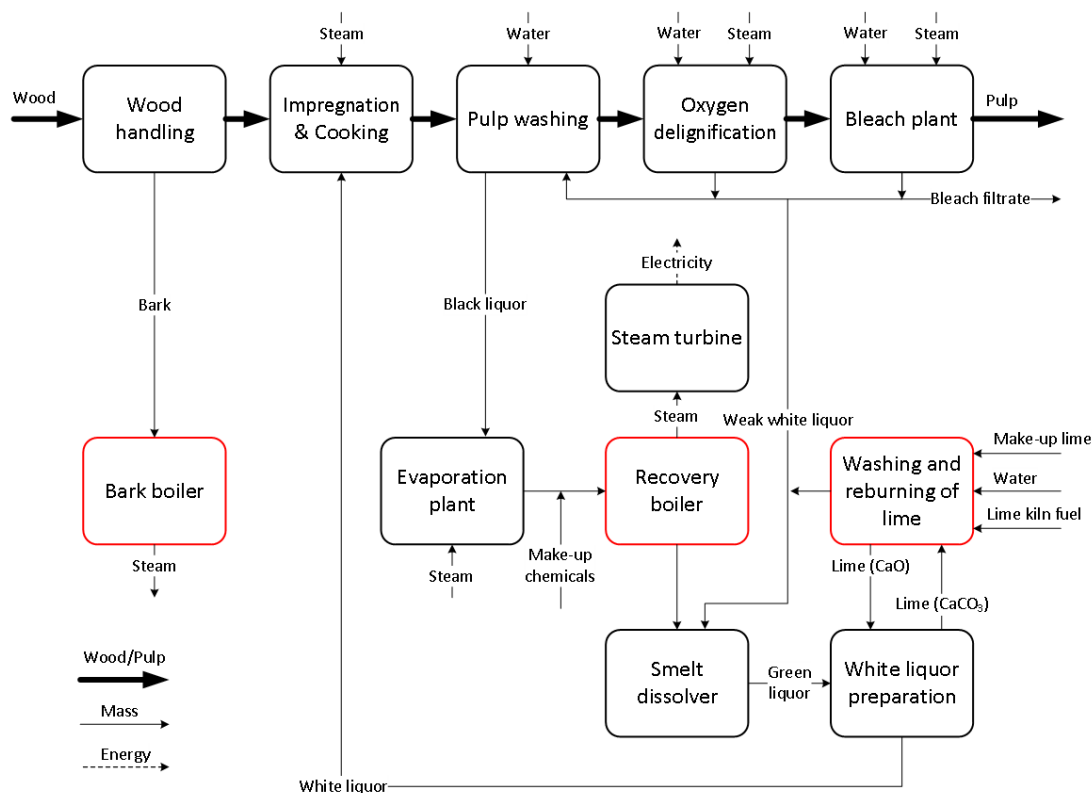 Steam
Water
Water
Steam
Water
Steam
Wood
Wood
handling
Impregnation
& Cooking
Pulp washing
Oxygen
delignification
Bleach plant
Pulp
Bleach filtrate
Electricity
Bark
Black liquor
Steam turbine
Steam
Weak white liquor
Bark boiler
Evaporation
plant
Recovery
boiler
Washing and
reburning of
lime
Make-up lime
Water
Lime kiln fuel
Steam
Steam
Make-up
chemicals
Lime (CaO)
Lime (CaCO₃)
Wood/Pulp
Mass
Energy
Smelt
dissolver
Green
liquor
White liquor
preparation
White liquor